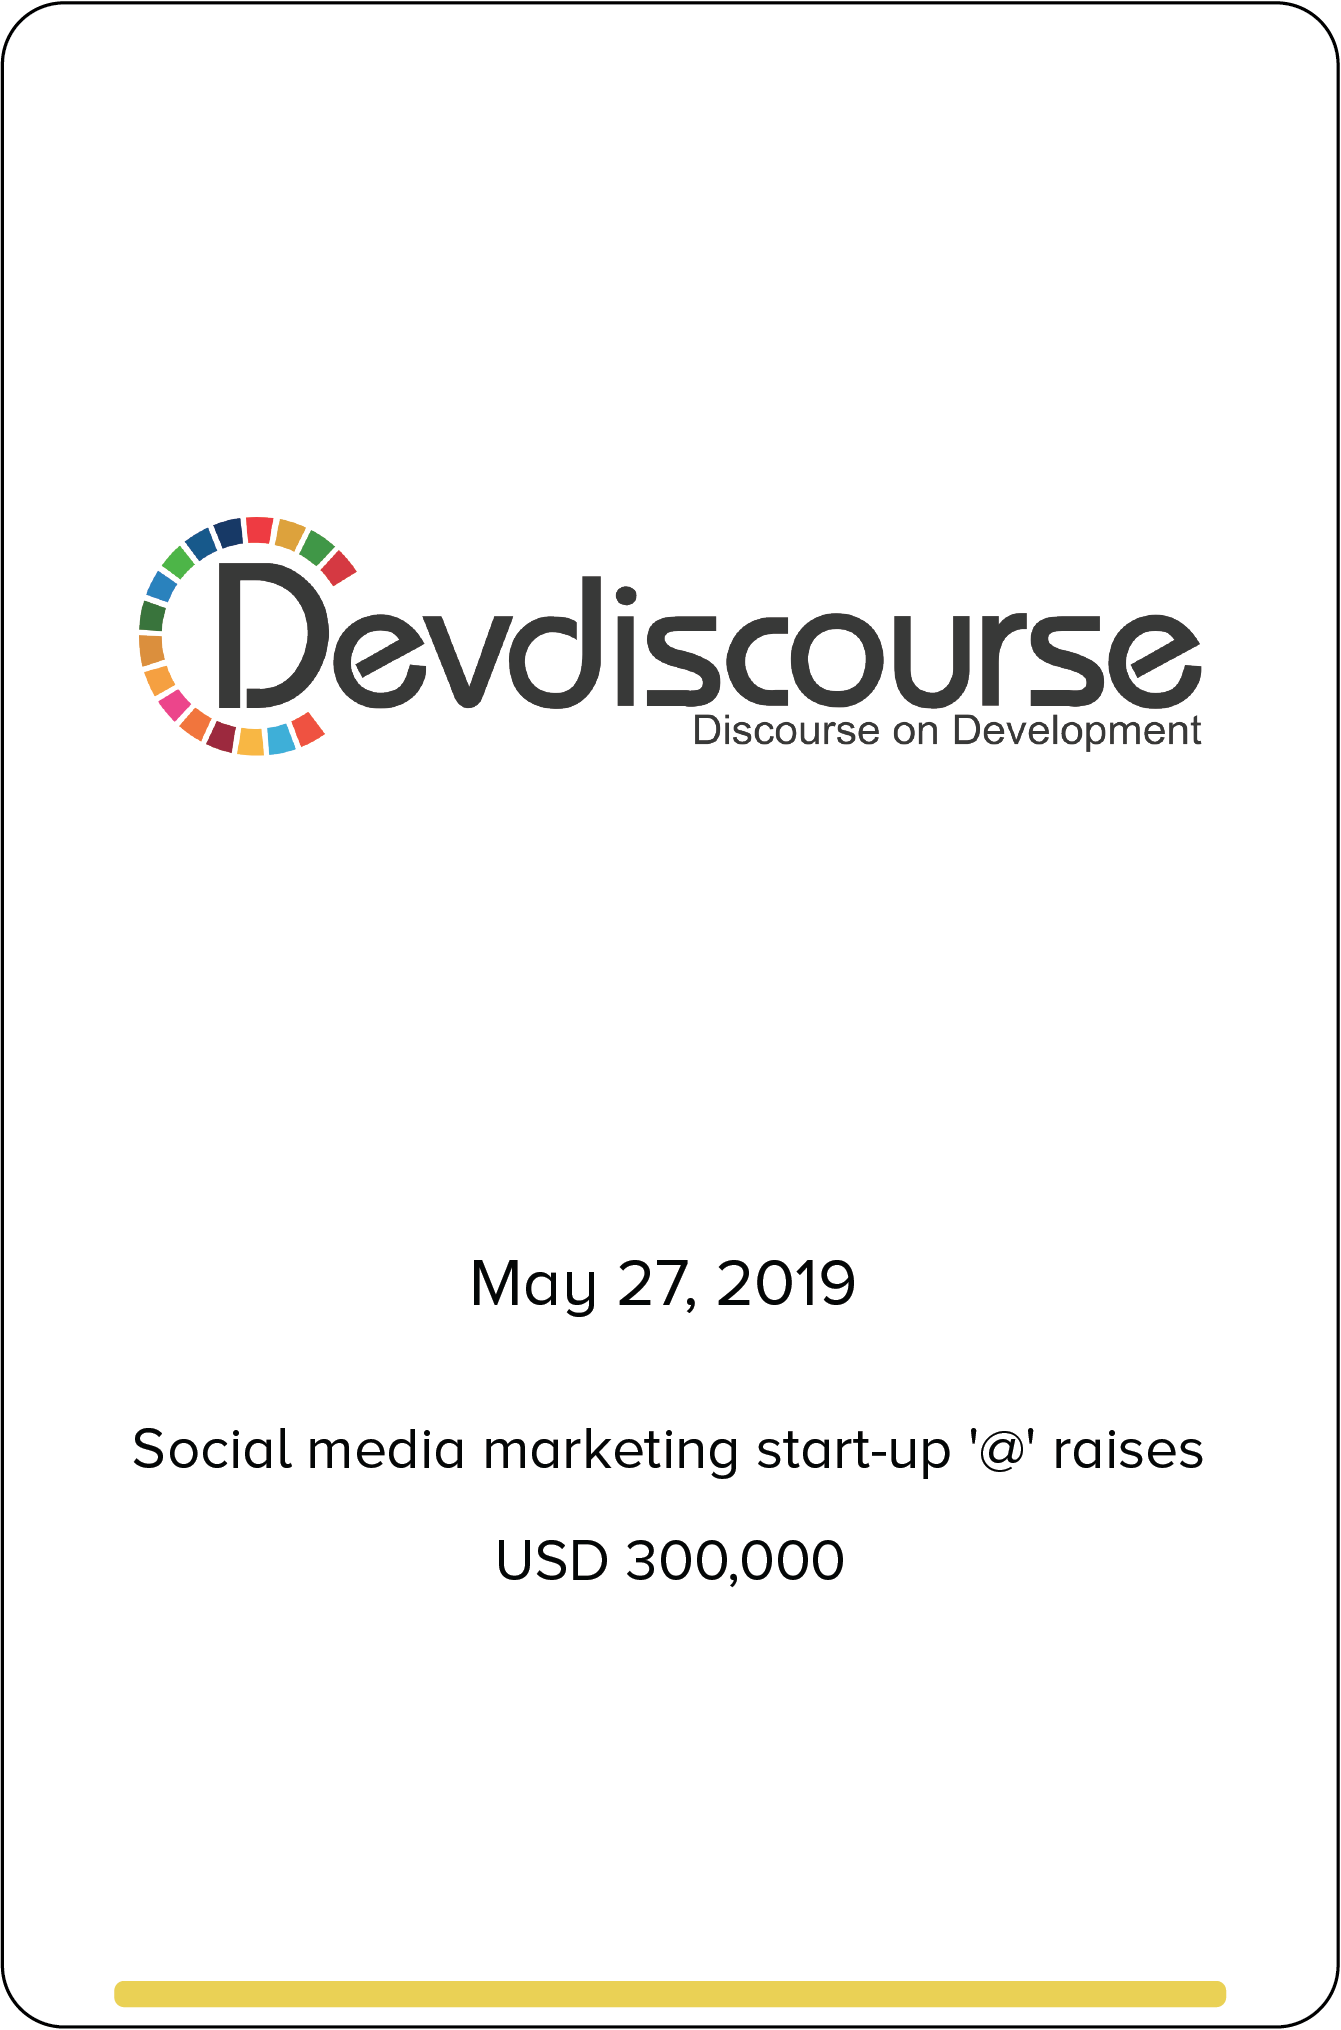 Devdiscourse
Discourse on Development
May 27, 2019
Social media marketing start-up '@' raises
USD 300,000